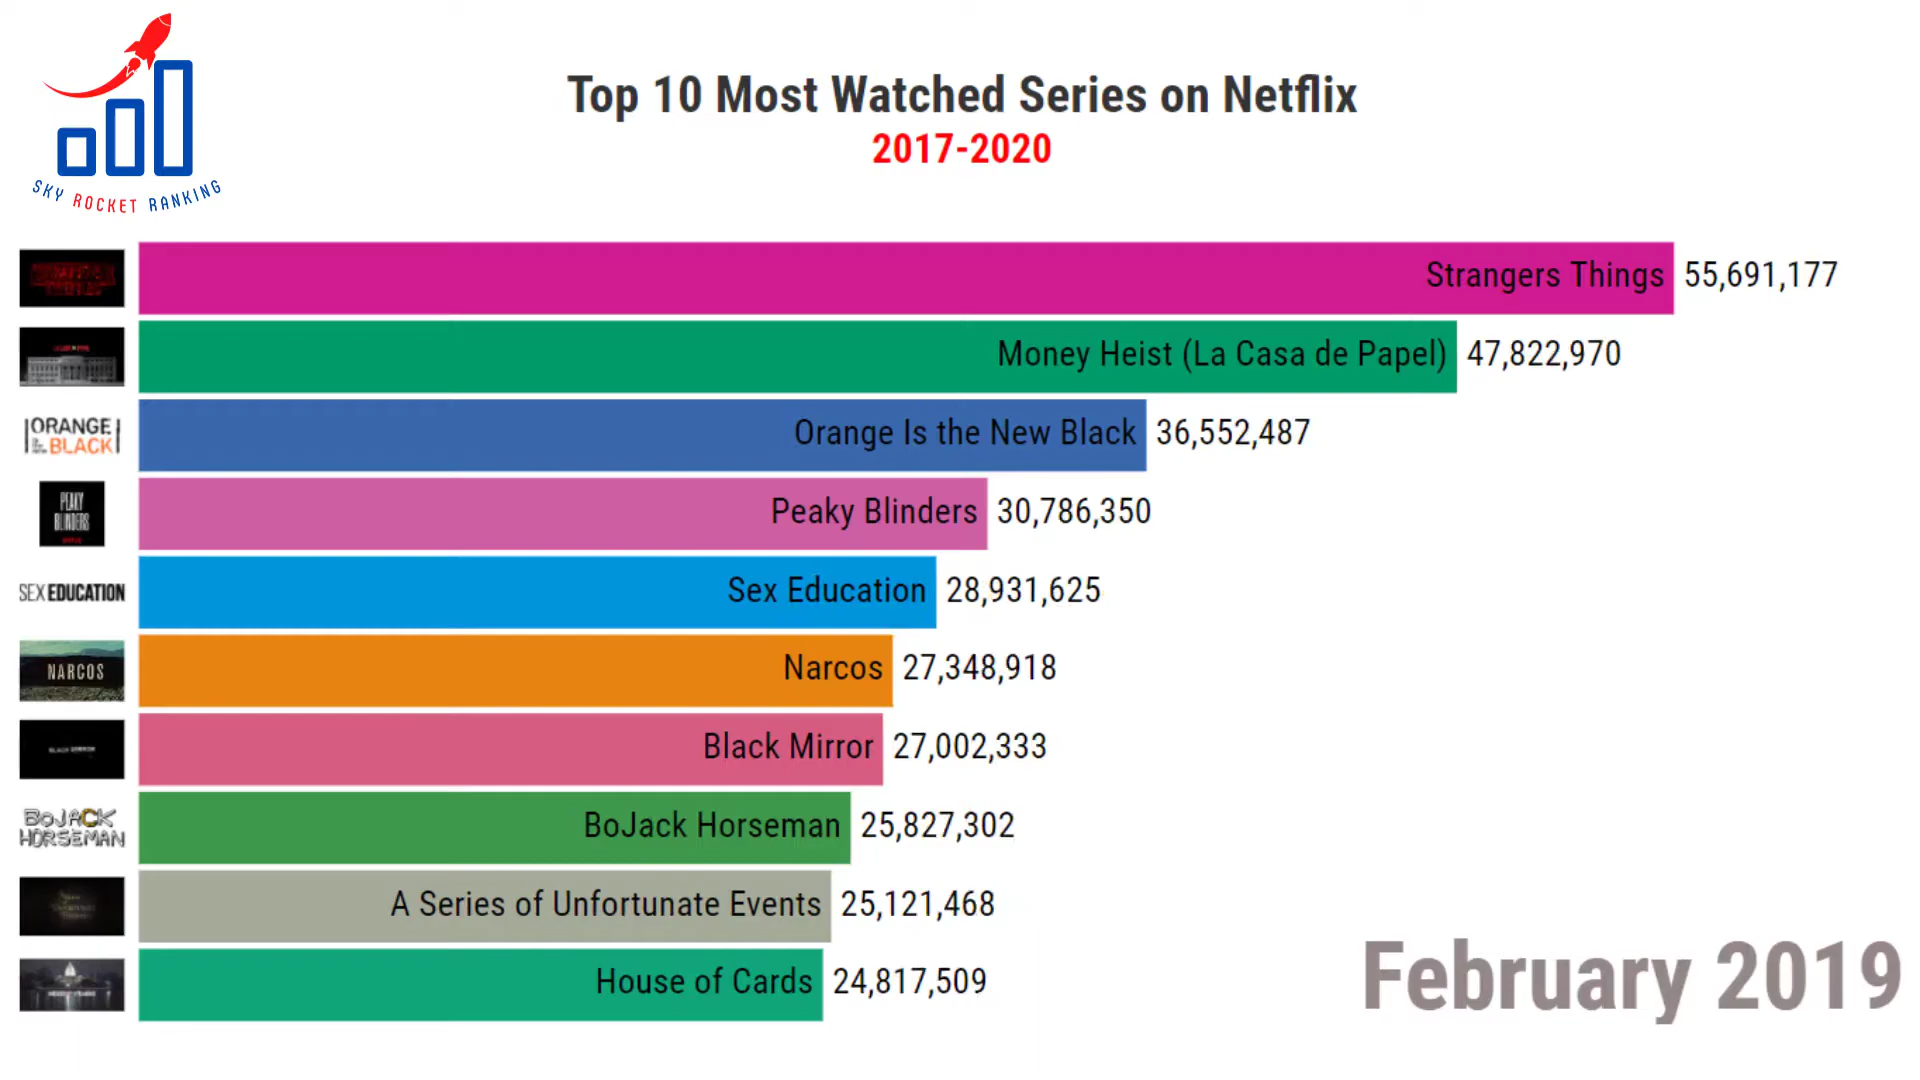 SKY ROCKET RANKING
Top 10 Most Watched Series on Netflix
2017-2020
Strangers Things 55,691,177
Money Heist (La Casa de Papel) 47,822,970
ORANGE
BLACK
Orange Is the New Black 36,552,487
PEAKY
BLINDERS
Peaky Blinders 30,786,350
SEX EDUCATION
Sex Education 28,931,625
NARCOS
Narcos 27,348,918
BLACK MIRROR
Black Mirror 27,002,333
BOJACK
HORSEMAN
BoJack Horseman 25,827,302
A Series of Unfortunate Events 25,121,468
House of Cards 24,817,509
February 2019